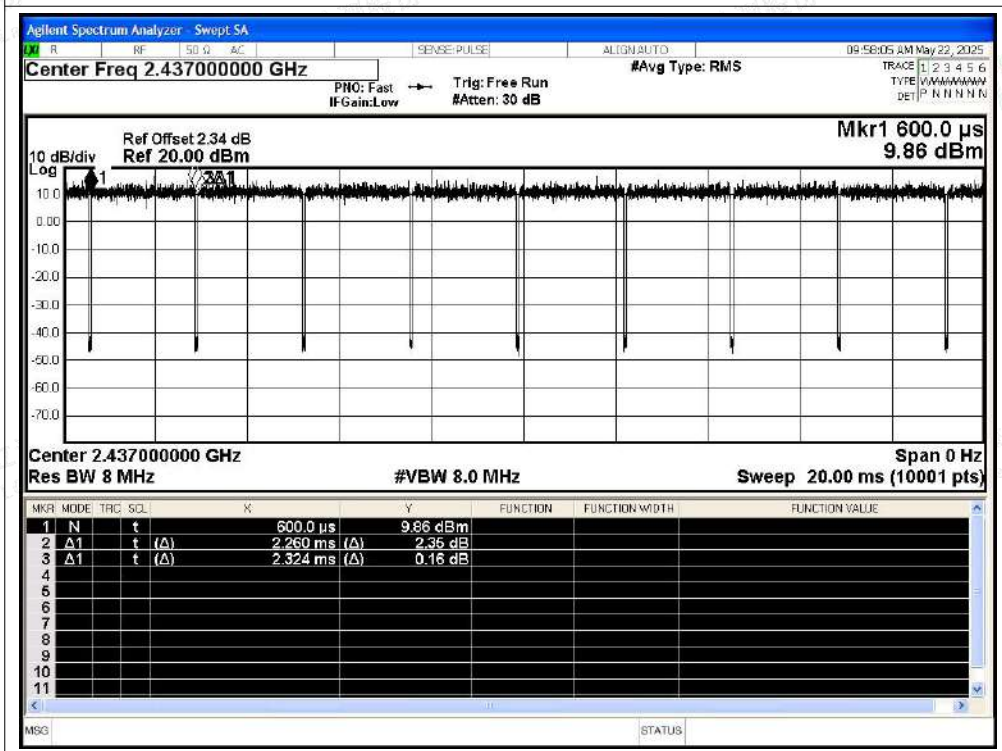 Agilent Spectrum Analyzer - Swept SA
LXI R RF 50 Ω AC SENSE:PULSE ALIGN AUTO 09:58:05 AM May 22, 2025
Center Freq 2.437000000 GHz
PNO: Fast Trig: Free Run #Avg Type: RMS TRACE 1 2 3 4 5 6
IFGain:Low #Atten: 30 dB TYPE WWWWWW
DET P N N N N N
Mkr1 600.0 µs
9.86 dBm
Ref Offset 2.34 dB
10 dB/div Ref 20.00 dBm
Log
1 3Δ1
10.0
0.00
-10.0
-20.0
-30.0
-40.0
-50.0
-60.0
-70.0
Center 2.437000000 GHz Span 0 Hz
Res BW 8 MHz #VBW 8.0 MHz Sweep 20.00 ms (10001 pts)
MKR MODE TRC SCL X Y FUNCTION FUNCTION WIDTH FUNCTION VALUE
1 N t 600.0 µs 9.86 dBm
2 Δ1 t (Δ) 2.260 ms (Δ) 2.35 dB
3 Δ1 t (Δ) 2.324 ms (Δ) 0.16 dB
4
5
6
7
8
9
10
11
MSG STATUS